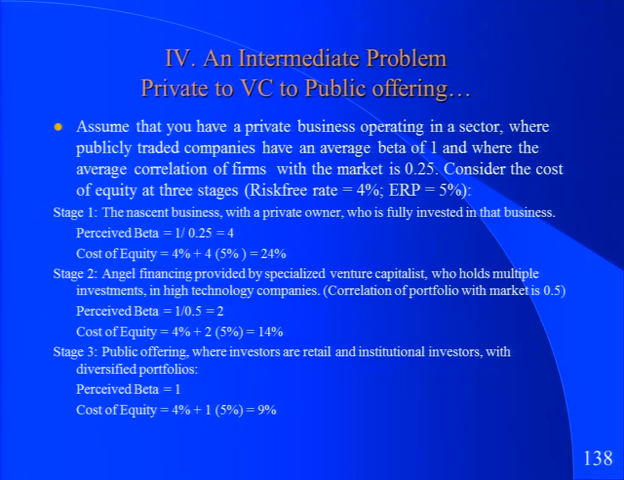 IV. An Intermediate Problem
Private to VC to Public offering…
Assume that you have a private business operating in a sector, where
publicly traded companies have an average beta of 1 and where the
average correlation of firms with the market is 0.25. Consider the cost
of equity at three stages (Riskfree rate = 4%; ERP = 5%):
Stage 1: The nascent business, with a private owner, who is fully invested in that business.
Perceived Beta = 1/ 0.25 = 4
Cost of Equity = 4% + 4 (5% ) = 24%
Stage 2: Angel financing provided by specialized venture capitalist, who holds multiple
investments, in high technology companies. (Correlation of portfolio with market is 0.5)
Perceived Beta = 1/0.5 = 2
Cost of Equity = 4% + 2 (5%) = 14%
Stage 3: Public offering, where investors are retail and institutional investors, with
diversified portfolios:
Perceived Beta = 1
Cost of Equity = 4% + 1 (5%) = 9%
138